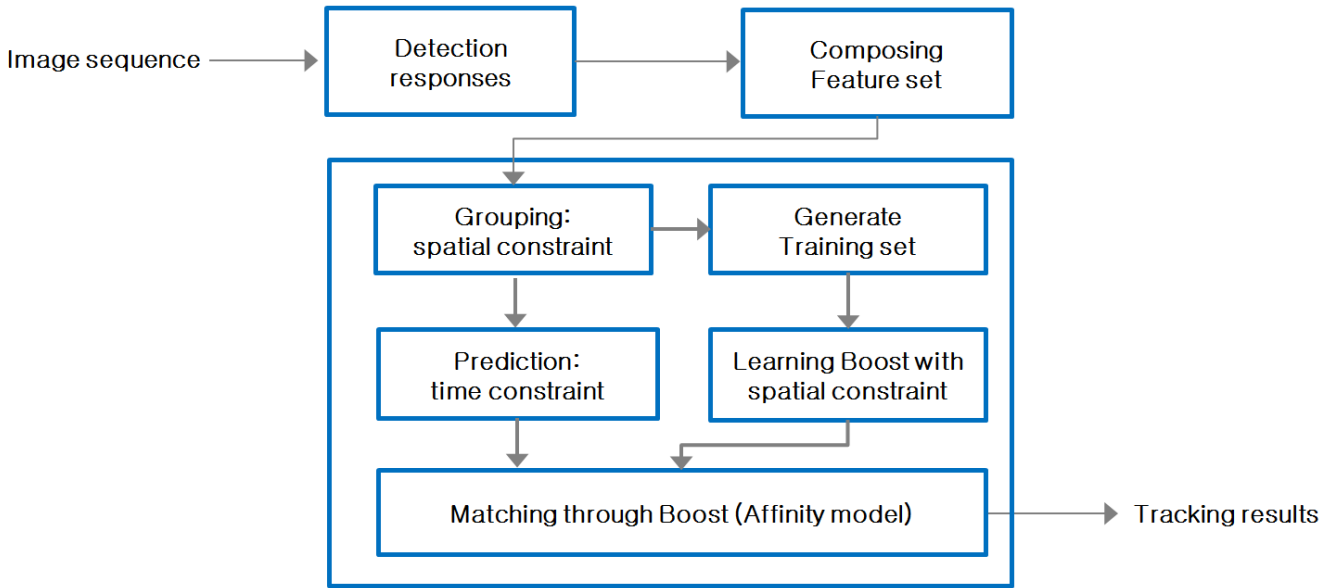 Image sequence
Detection
responses
Composing
Feature set
Grouping:
spatial constraint
Generate
Training set
Prediction:
time constraint
Learning Boost with
spatial constraint
Matching through Boost (Affinity model)
Tracking results